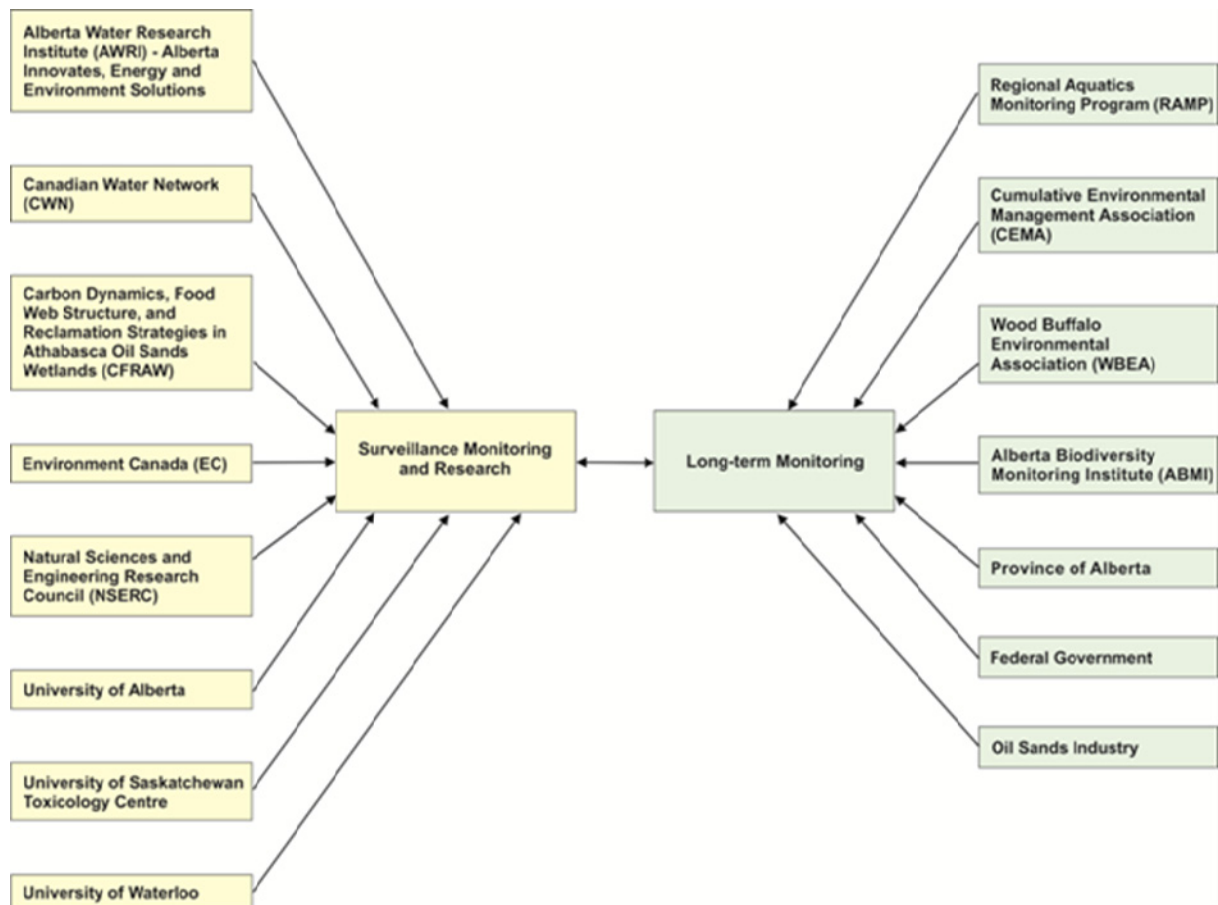 Alberta Water Research
Institute (AWRI) - Alberta
Innovates, Energy and
Environment Solutions
Canadian Water Network
(CWN)
Carbon Dynamics, Food
Web Structure, and
Reclamation Strategies in
Athabasca Oil Sands
Wetlands (CFRAW)
Environment Canada (EC)
Natural Sciences and
Engineering Research
Council (NSERC)
University of Alberta
University of Saskatchewan
Toxicology Centre
University of Waterloo
Surveillance Monitoring
and Research
Long-term Monitoring
Regional Aquatics
Monitoring Program (RAMP)
Cumulative Environmental
Management Association
(CEMA)
Wood Buffalo
Environmental
Association (WBEA)
Alberta Biodiversity
Monitoring Institute (ABMI)
Province of Alberta
Federal Government
Oil Sands Industry